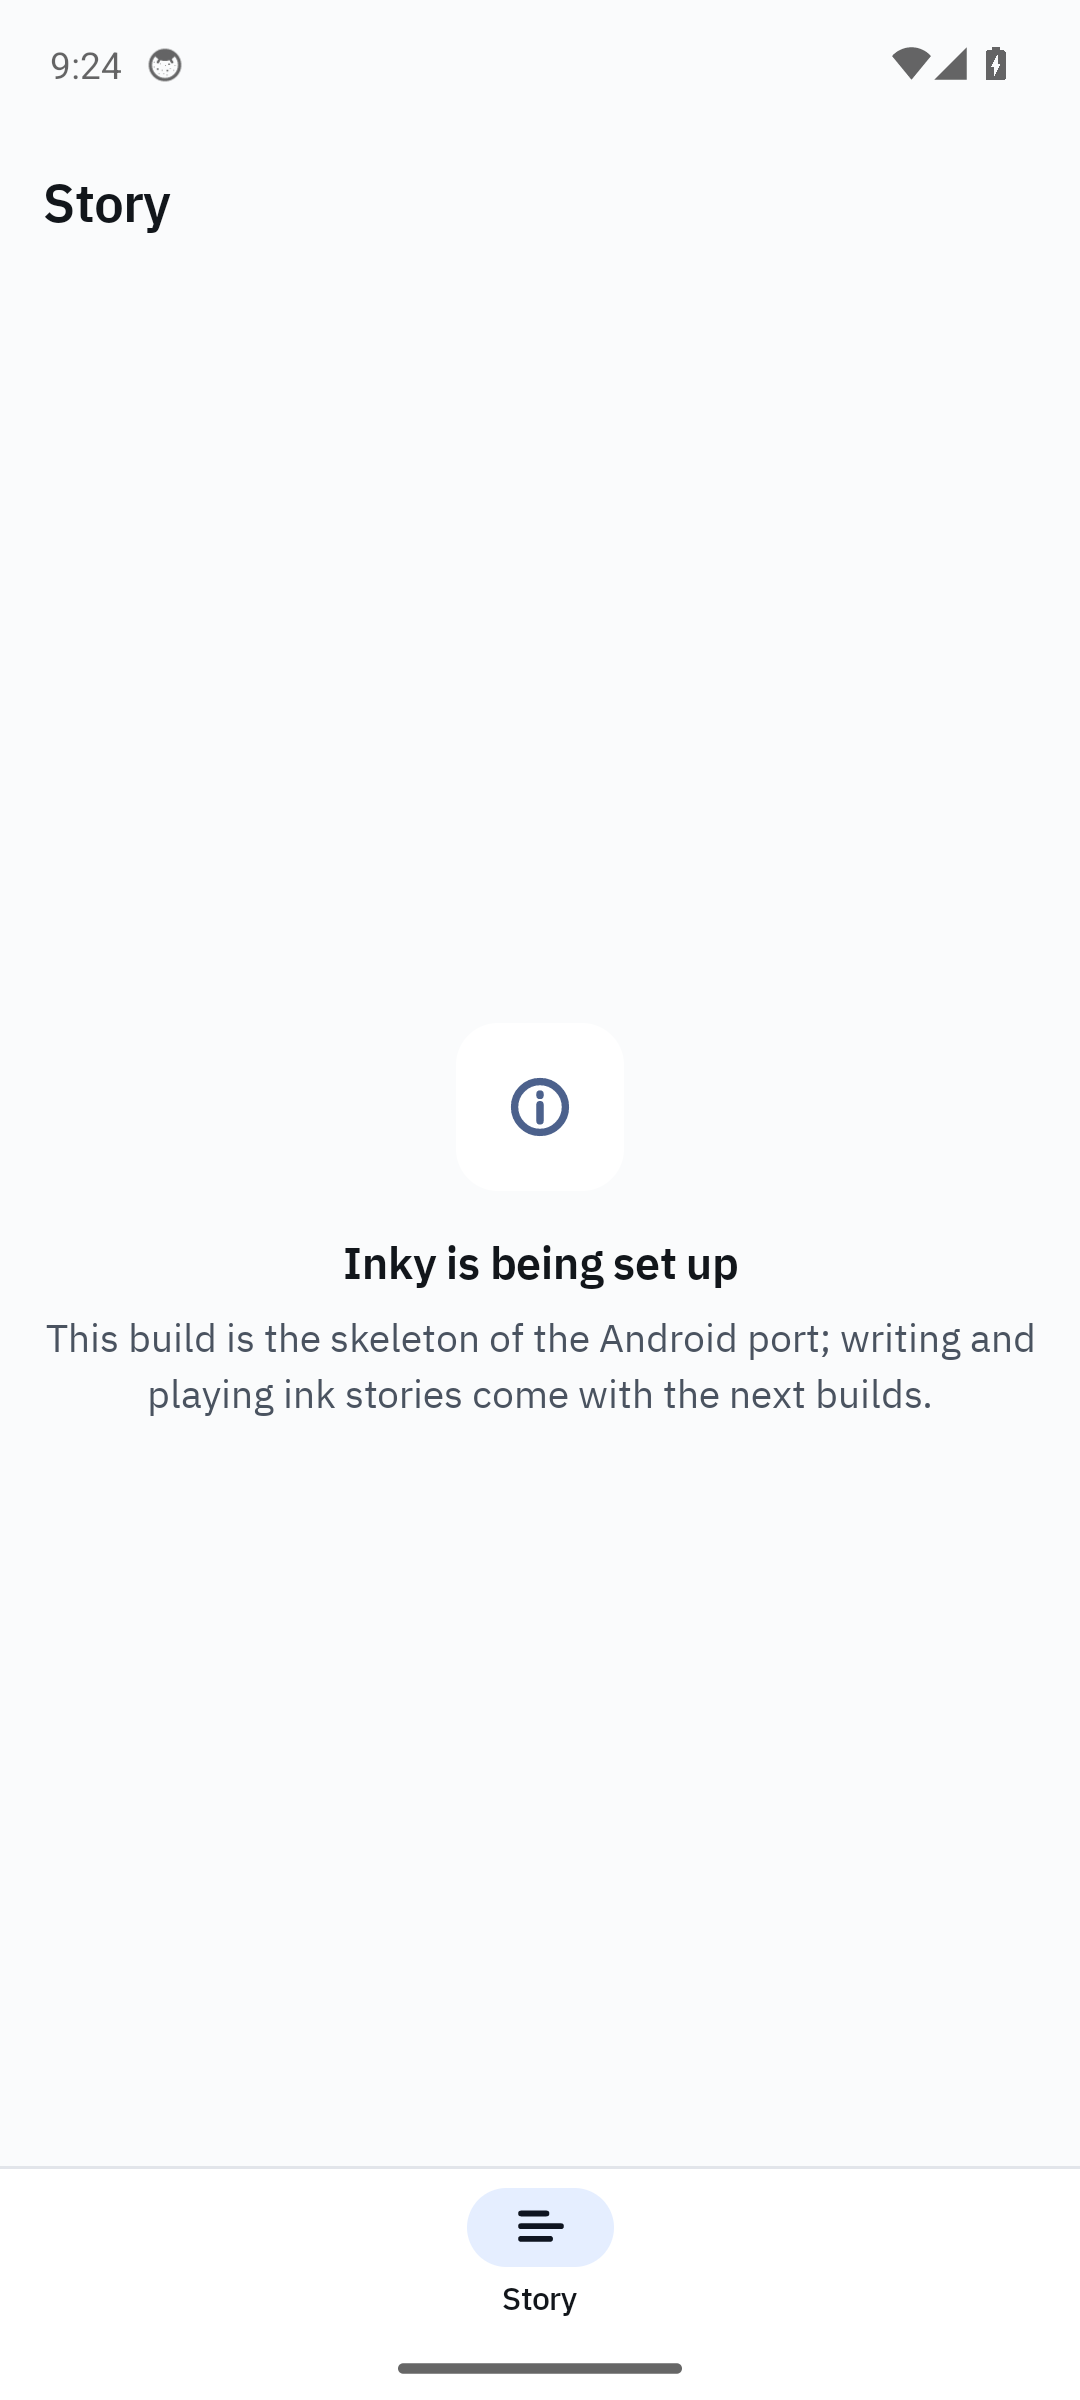 9:24
Story
Inky is being set up
This build is the skeleton of the Android port; writing and
playing ink stories come with the next builds.
Story